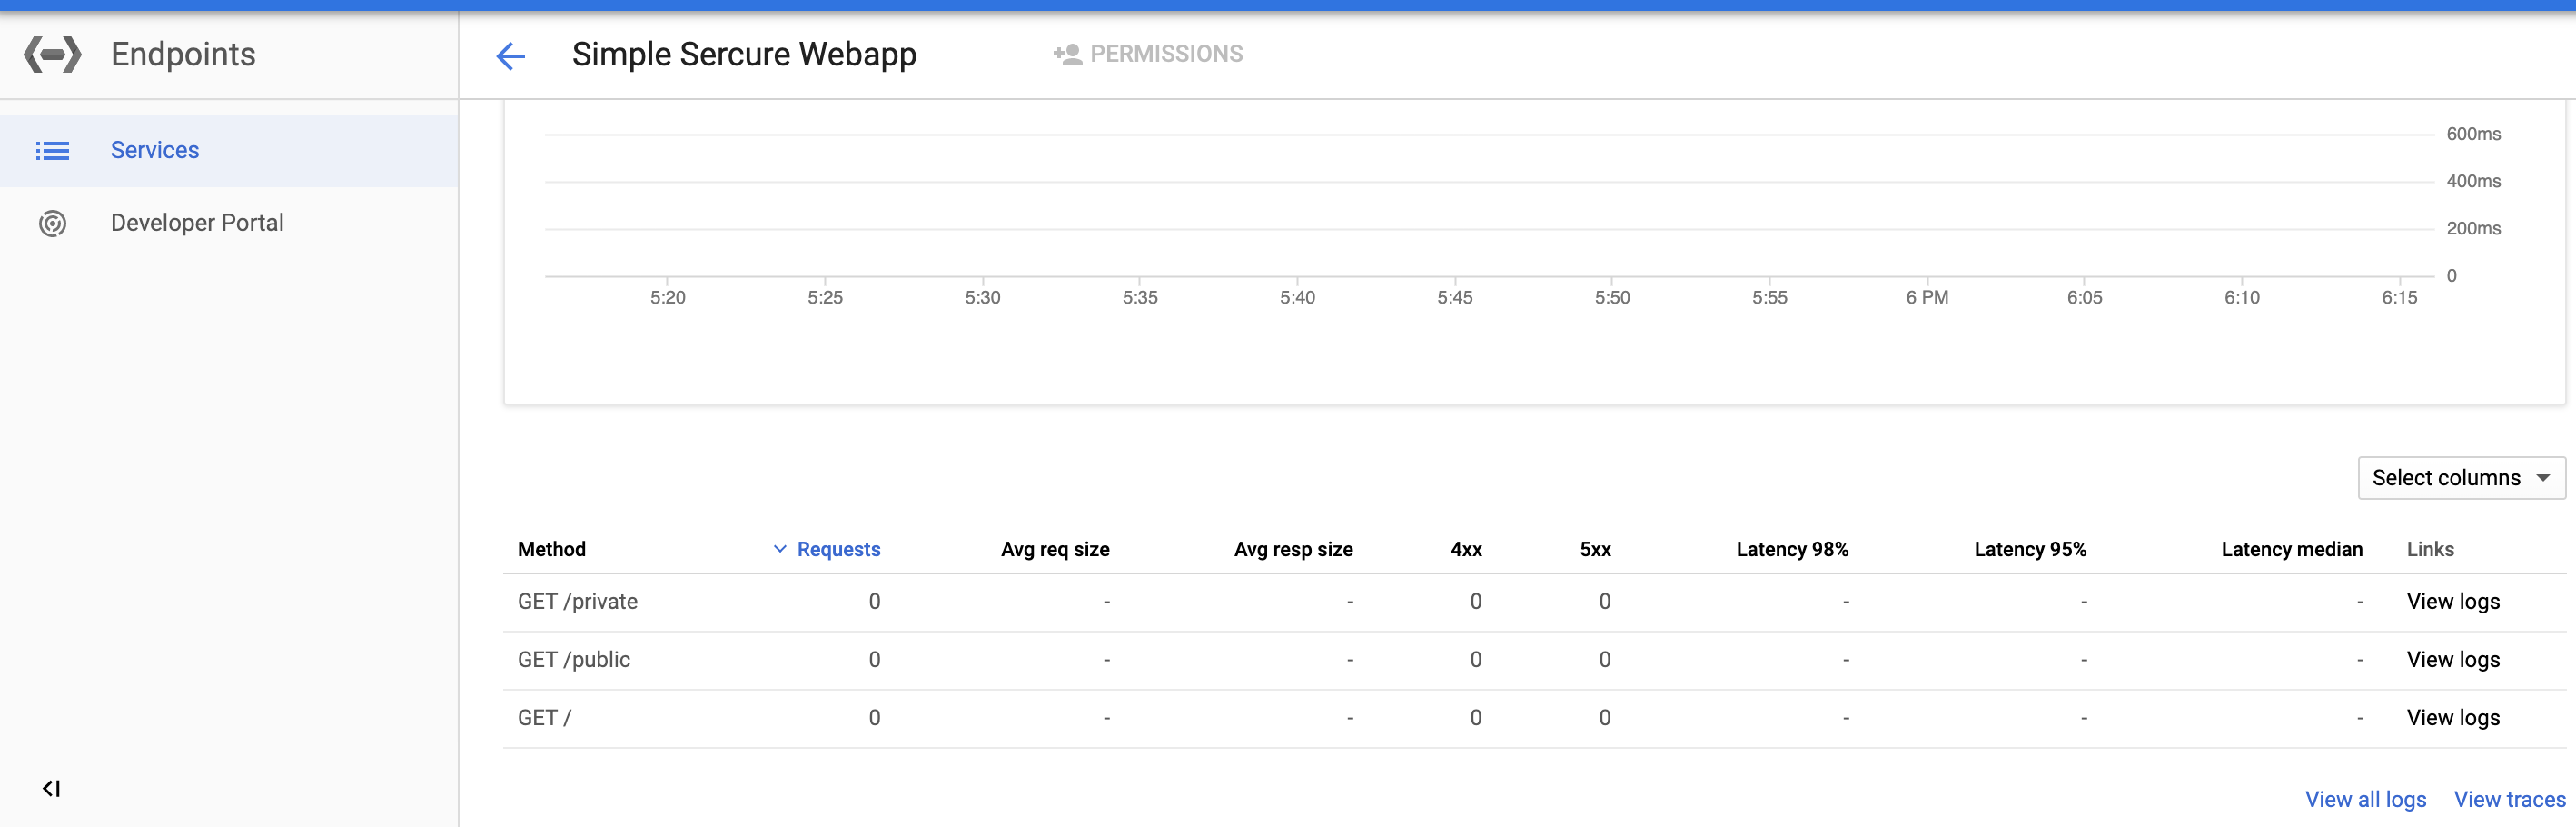 Endpoints
Simple Sercure Webapp
PERMISSIONS
Services
Developer Portal
600ms
400ms
200ms
0
5:20 5:25 5:30 5:35 5:40 5:45 5:50 5:55 6 PM 6:05 6:10 6:15
Select columns
Method Requests Avg req size Avg resp size 4xx 5xx Latency 98% Latency 95% Latency median Links
GET /private 0 - - 0 0 - - - View logs
GET /public 0 - - 0 0 - - - View logs
GET / 0 - - 0 0 - - - View logs
View all logs View traces